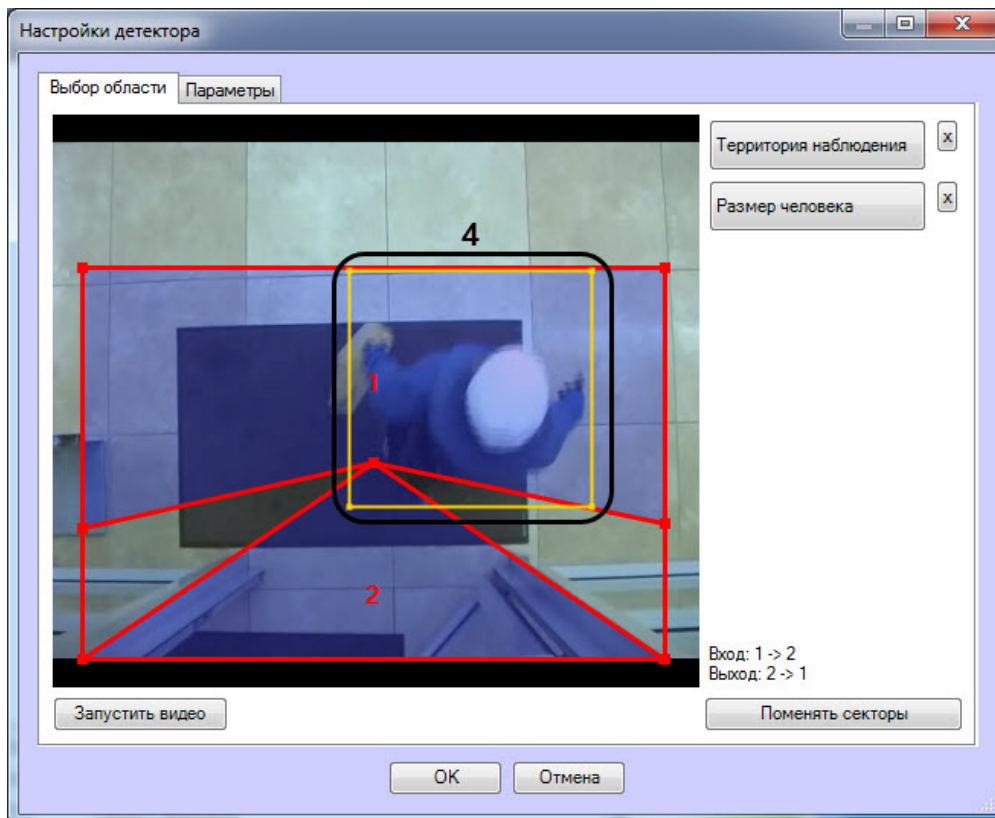 Настройки детектора
Выбор области
Параметры
Территория наблюдения
x
Размер человека
x
4
1
2
Вход: 1 -> 2
Выход: 2 -> 1
Запустить видео
Поменять секторы
OK
Отмена